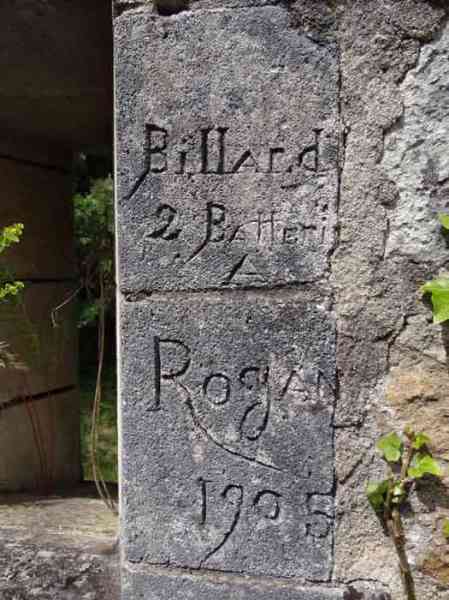 Billard
2 Batteri
A
Rogan
1905